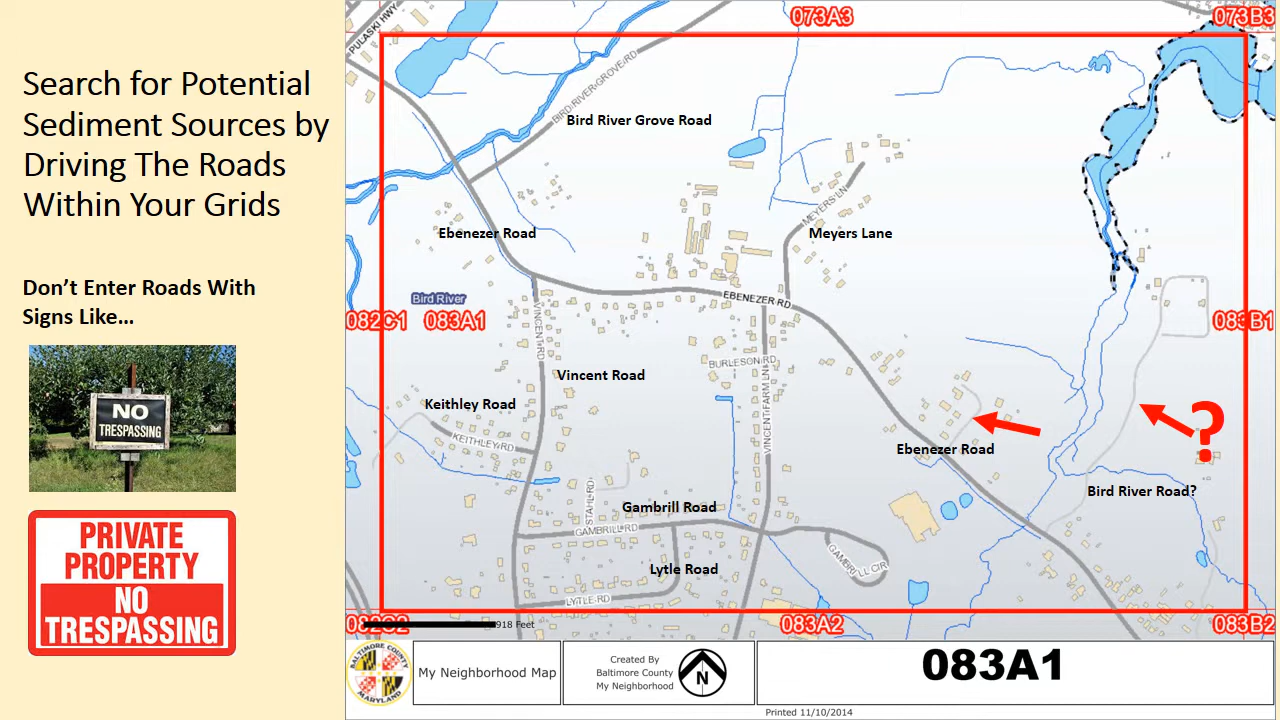 Search for Potential
Sediment Sources by
Driving The Roads
Within Your Grids
Don't Enter Roads With
Signs Like…
NO
TRESPASSING
PRIVATE
PROPERTY
NO
TRESPASSING
073A3
073B3
PULASKI HWY
BIRD RIVER GROVE RD
Bird River Grove Road
MEYERS LN
Ebenezer Road
Meyers Lane
Bird River
EBENEZER RD
082C1
083A1
083B1
VINCENT RD
BURLESON RD
Vincent Road
VINCENT FARM LN
Keithley Road
KEITHLEY RD
?
Ebenezer Road
Bird River Road?
STAHL RD
Gambrill Road
GAMBRILL RD
GAMBRILL CIR
Lytle Road
LYTLE RD
082C2
918 Feet
083A2
083B2
BALTIMORE COUNTY
MARYLAND
My Neighborhood Map
Created By
Baltimore County
My Neighborhood
N
083A1
Printed 11/10/2014